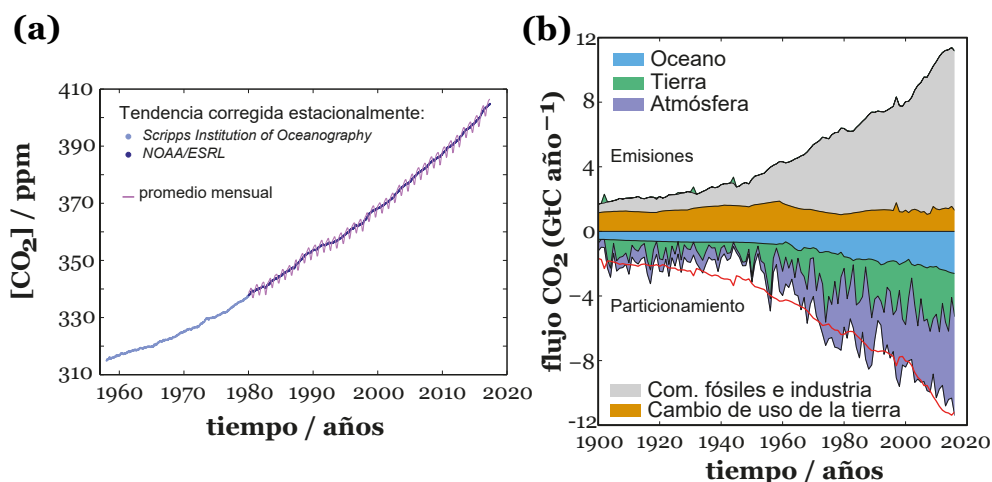 (a)
[CO₂] / ppm
410
390
370
350
330
310
Tendencia corregida estacionalmente:
Scripps Institution of Oceanography
NOAA/ESRL
promedio mensual
1960
1970
1980
1990
2000
2010
2020
tiempo / años
(b)
flujo CO₂ (GtC año⁻¹)
12
8
4
0
-4
-8
-12
Oceano
Tierra
Atmósfera
Emisiones
Particionamiento
Com. fósiles e industria
Cambio de uso de la tierra
1900
1920
1940
1960
1980
2000
2020
tiempo / años